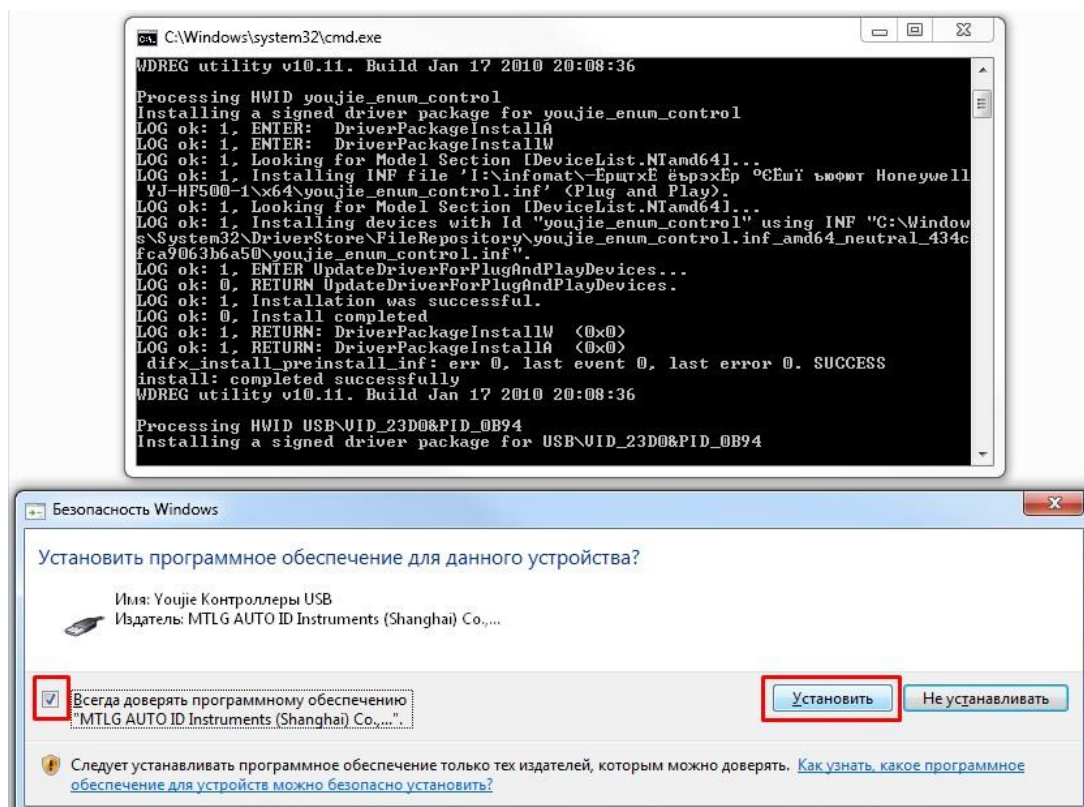 C:\Windows\system32\cmd.exe
WDREG utility v10.11. Build Jan 17 2010 20:08:36
Processing HWID youjie_enum_control
Installing a signed driver package for youjie_enum_control
LOG ok: 1, ENTER:  DriverPackageInstallA
LOG ok: 1, ENTER:  DriverPackageInstallW
LOG ok: 1, Looking for Model Section [DeviceList.NTamd64]...
LOG ok: 1, Installing INF file 'I:\infomat\—ЁрщтхЁ ёърэхЁр °ЄЁшї ъюфют Honeywell
YJ-HF500-1\x64\youjie_enum_control.inf' (Plug and Play).
LOG ok: 1, Looking for Model Section [DeviceList.NTamd64]...
LOG ok: 1, Installing devices with Id "youjie_enum_control" using INF "C:\Window
s\System32\DriverStore\FileRepository\youjie_enum_control.inf_amd64_neutral_434c
fca9063b6a50\youjie_enum_control.inf".
LOG ok: 1, ENTER UpdateDriverForPlugAndPlayDevices...
LOG ok: 0, RETURN UpdateDriverForPlugAndPlayDevices.
LOG ok: 1, Installation was successful.
LOG ok: 0, Install completed
LOG ok: 1, RETURN: DriverPackageInstallW  (0x0)
LOG ok: 1, RETURN: DriverPackageInstallA  (0x0)
difx_install_preinstall_inf: err 0, last event 0, last error 0. SUCCESS
install: completed successfully
WDREG utility v10.11. Build Jan 17 2010 20:08:36
Processing HWID USB\VID_23D0&PID_0B94
Installing a signed driver package for USB\VID_23D0&PID_0B94
Безопасность Windows
Установить программное обеспечение для данного устройства?
Имя: Youjie Контроллеры USB
Издатель: MTLG AUTO ID Instruments (Shanghai) Co.,...
Всегда доверять программному обеспечению
"MTLG AUTO ID Instruments (Shanghai) Co.,...".
Установить
Не устанавливать
Следует устанавливать программное обеспечение только тех издателей, которым можно доверять. Как узнать, какое программное
обеспечение для устройств можно безопасно установить?